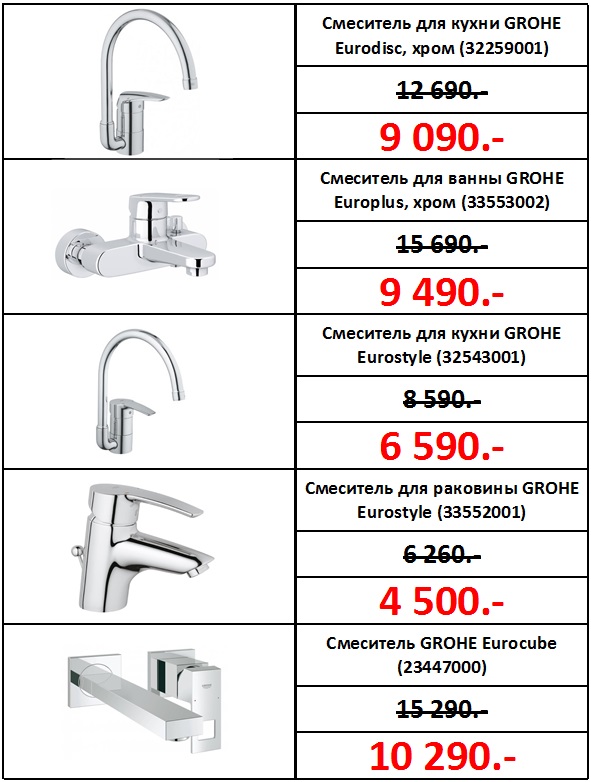 Смеситель для кухни GROHE
Eurodisc, хром (32259001)
12 690.-
9 090.-
Смеситель для ванны GROHE
Europlus, хром (33553002)
15 690.-
9 490.-
Смеситель для кухни GROHE
Eurostyle (32543001)
8 590.-
6 590.-
Смеситель для раковины GROHE
Eurostyle (33552001)
6 260.-
4 500.-
Смеситель GROHE Eurocube
(23447000)
15 290.-
10 290.-